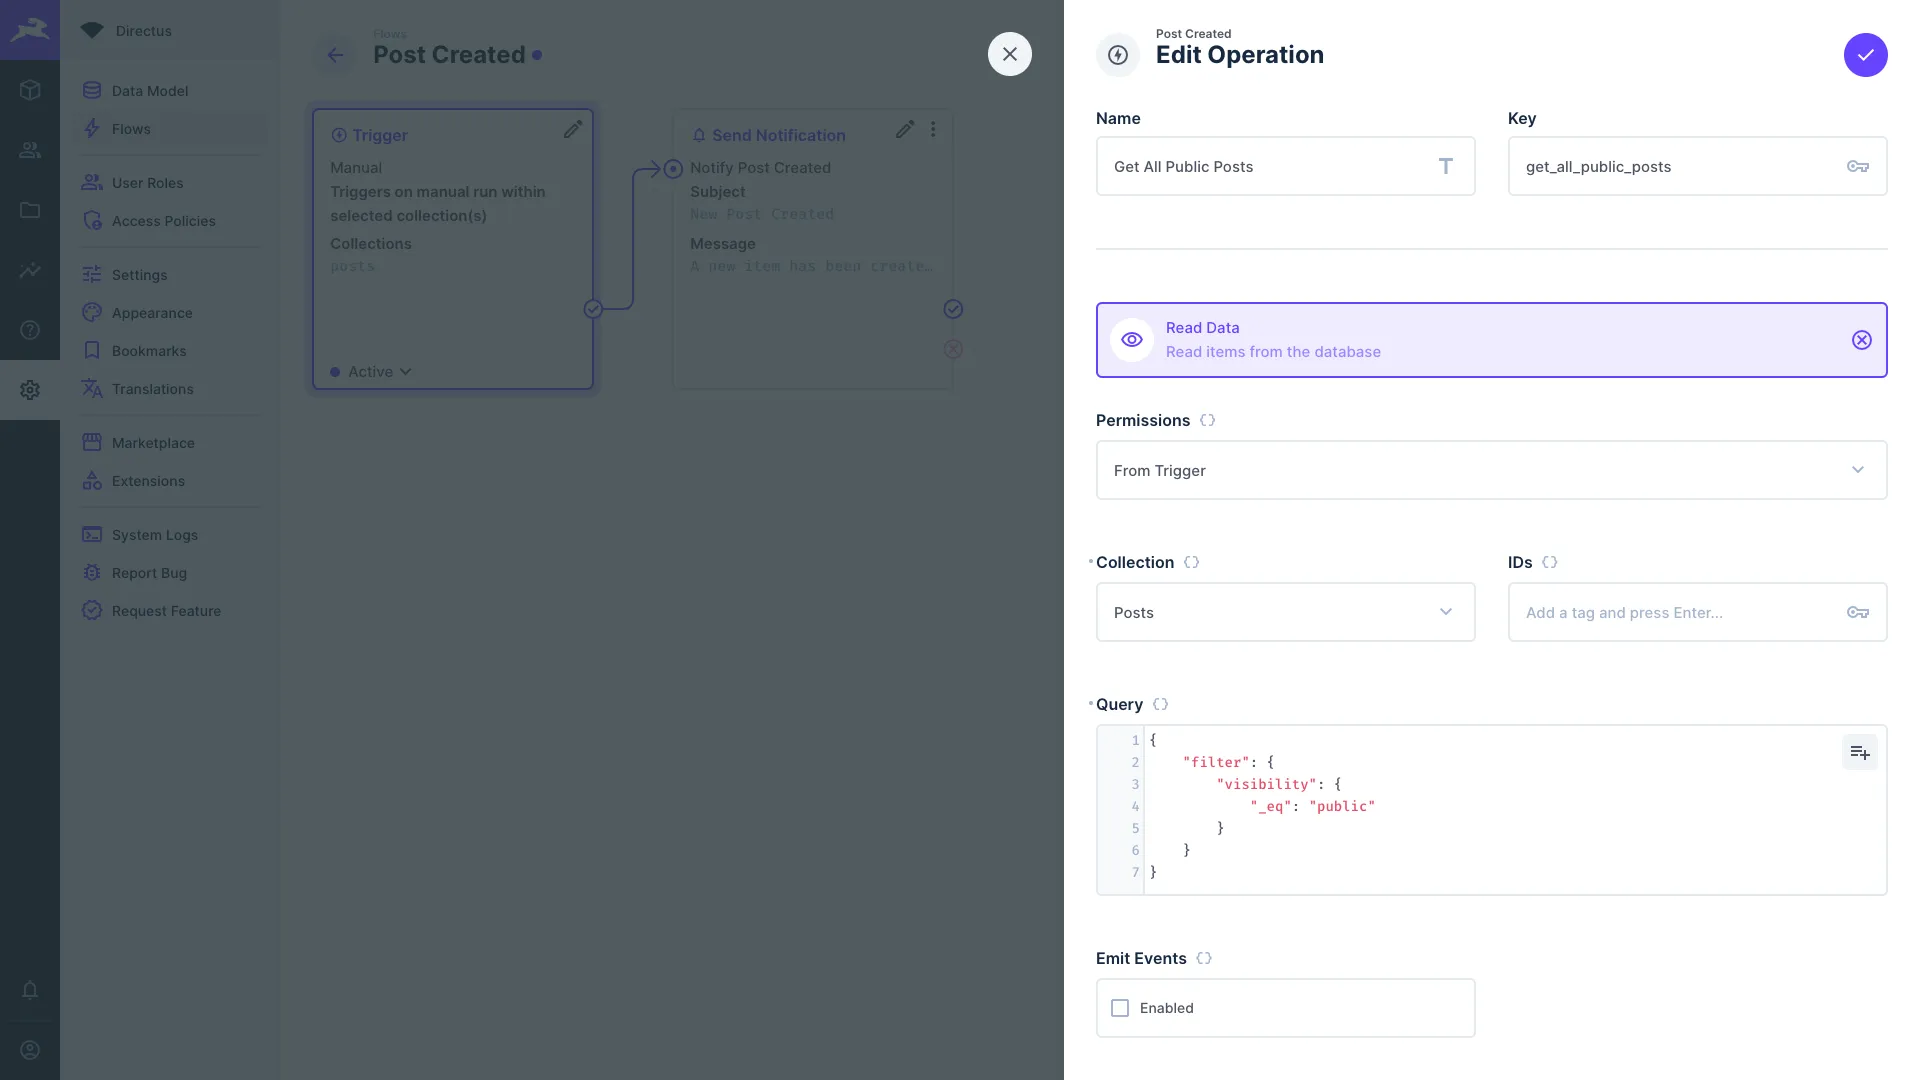 Directus
Data Model
Flows
User Roles
Access Policies
Settings
Appearance
Bookmarks
Translations
Marketplace
Extensions
System Logs
Report Bug
Request Feature
Flows
Post Created
Trigger
Manual
Triggers on manual run within
selected collection(s)
Collections
posts
Active
Send Notification
Notify Post Created
Subject
New Post Created
Message
A new item has been create…
Post Created
Edit Operation
Name
Key
Get All Public Posts
get_all_public_posts
Read Data
Read items from the database
Permissions {}
From Trigger
Collection {}
IDs {}
Posts
Add a tag and press Enter...
Query {}
1 {
2 "filter": {
3 "visibility": {
4 "_eq": "public"
5 }
6 }
7 }
Emit Events {}
Enabled